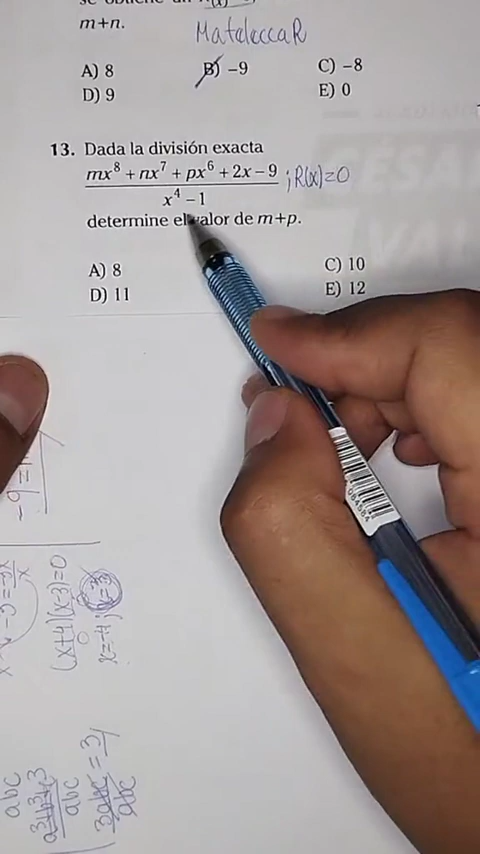 m+n.
MateleccaR
A) 8
B) −9
C) −8
D) 9
E) 0
13. Dada la división exacta
mx⁸ + nx⁷ + px⁶ + 2x − 9
x⁴ − 1
; R(x)=0
determine el valor de m+p.
A) 8
C) 10
D) 11
E) 12
(x+4)(x-3)=0
x=-4; x=3
abc
abc